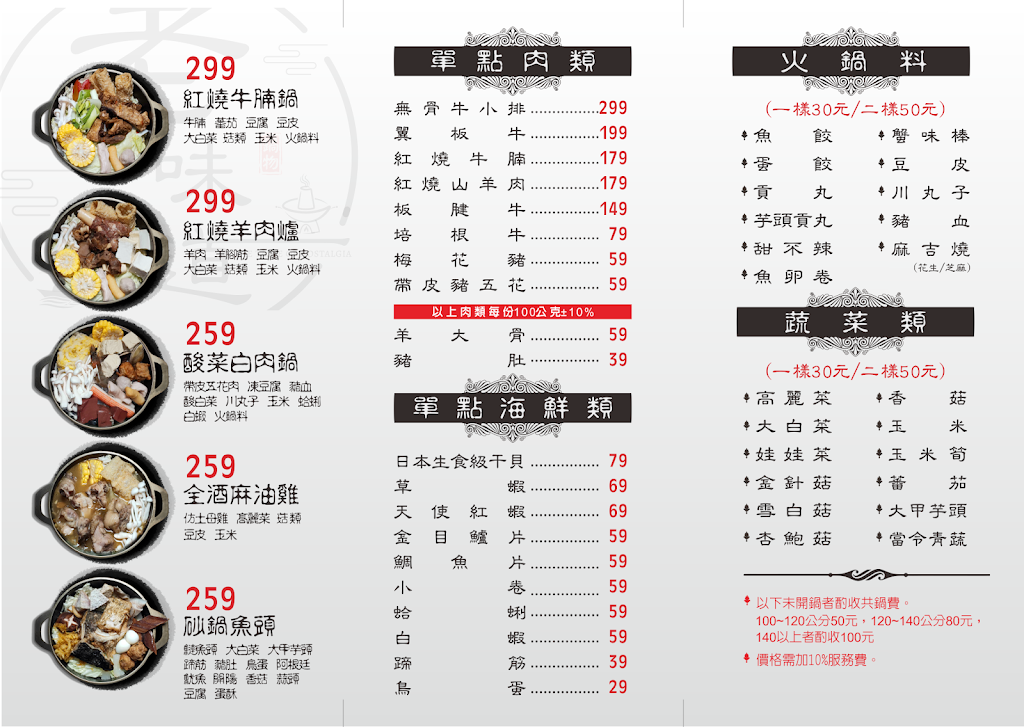 299
紅燒牛腩鍋
牛腩 蕃茄 豆腐 豆皮
大白菜 菇類 玉米 火鍋料
299
紅燒羊肉爐
羊肉 羊腳筋 豆腐 豆皮
大白菜 菇類 玉米 火鍋料
259
酸菜白肉鍋
帶皮五花肉 凍豆腐 豬血
酸白菜 川丸子 玉米 蛤蜊
白蝦 火鍋料
259
全酒麻油雞
仿土母雞 高麗菜 菇類
豆皮 玉米
259
砂鍋魚頭
鰱魚頭 大白菜 大甲芋頭
蹄筋 豬肚 鳥蛋 阿根廷
魷魚 開陽 香菇 蒜頭
豆腐 蛋酥
單點肉類
無骨牛小排..................299
翼板牛..................199
紅燒牛腩..................179
紅燒山羊肉..................179
板腱牛..................149
培根牛.................. 79
梅花豬.................. 59
帶皮豬五花.................. 59
以上肉類每份100公克±10%
羊大骨.................. 59
豬肚.................. 39
單點海鮮類
日本生食級干貝.................. 79
草蝦.................. 69
天使紅蝦.................. 69
金目鱸片.................. 59
鯛魚片.................. 59
小卷.................. 59
蛤蜊.................. 59
白蝦.................. 59
蹄筋.................. 39
鳥蛋.................. 29
火鍋料
(一樣30元/二樣50元)
魚餃 蟹味棒
蛋餃 豆皮
貢丸 川丸子
芋頭貢丸 豬血
甜不辣 麻吉燒
(花生/芝麻)
魚卵卷
蔬菜類
(一樣30元/二樣50元)
高麗菜 香菇
大白菜 玉米
娃娃菜 玉米筍
金針菇 蕃茄
雪白菇 大甲芋頭
杏鮑菇 當令青蔬
以下未開鍋者酌收共鍋費。
100~120公分50元，120~140公分80元，
140以上者酌收100元
價格需加10%服務費。